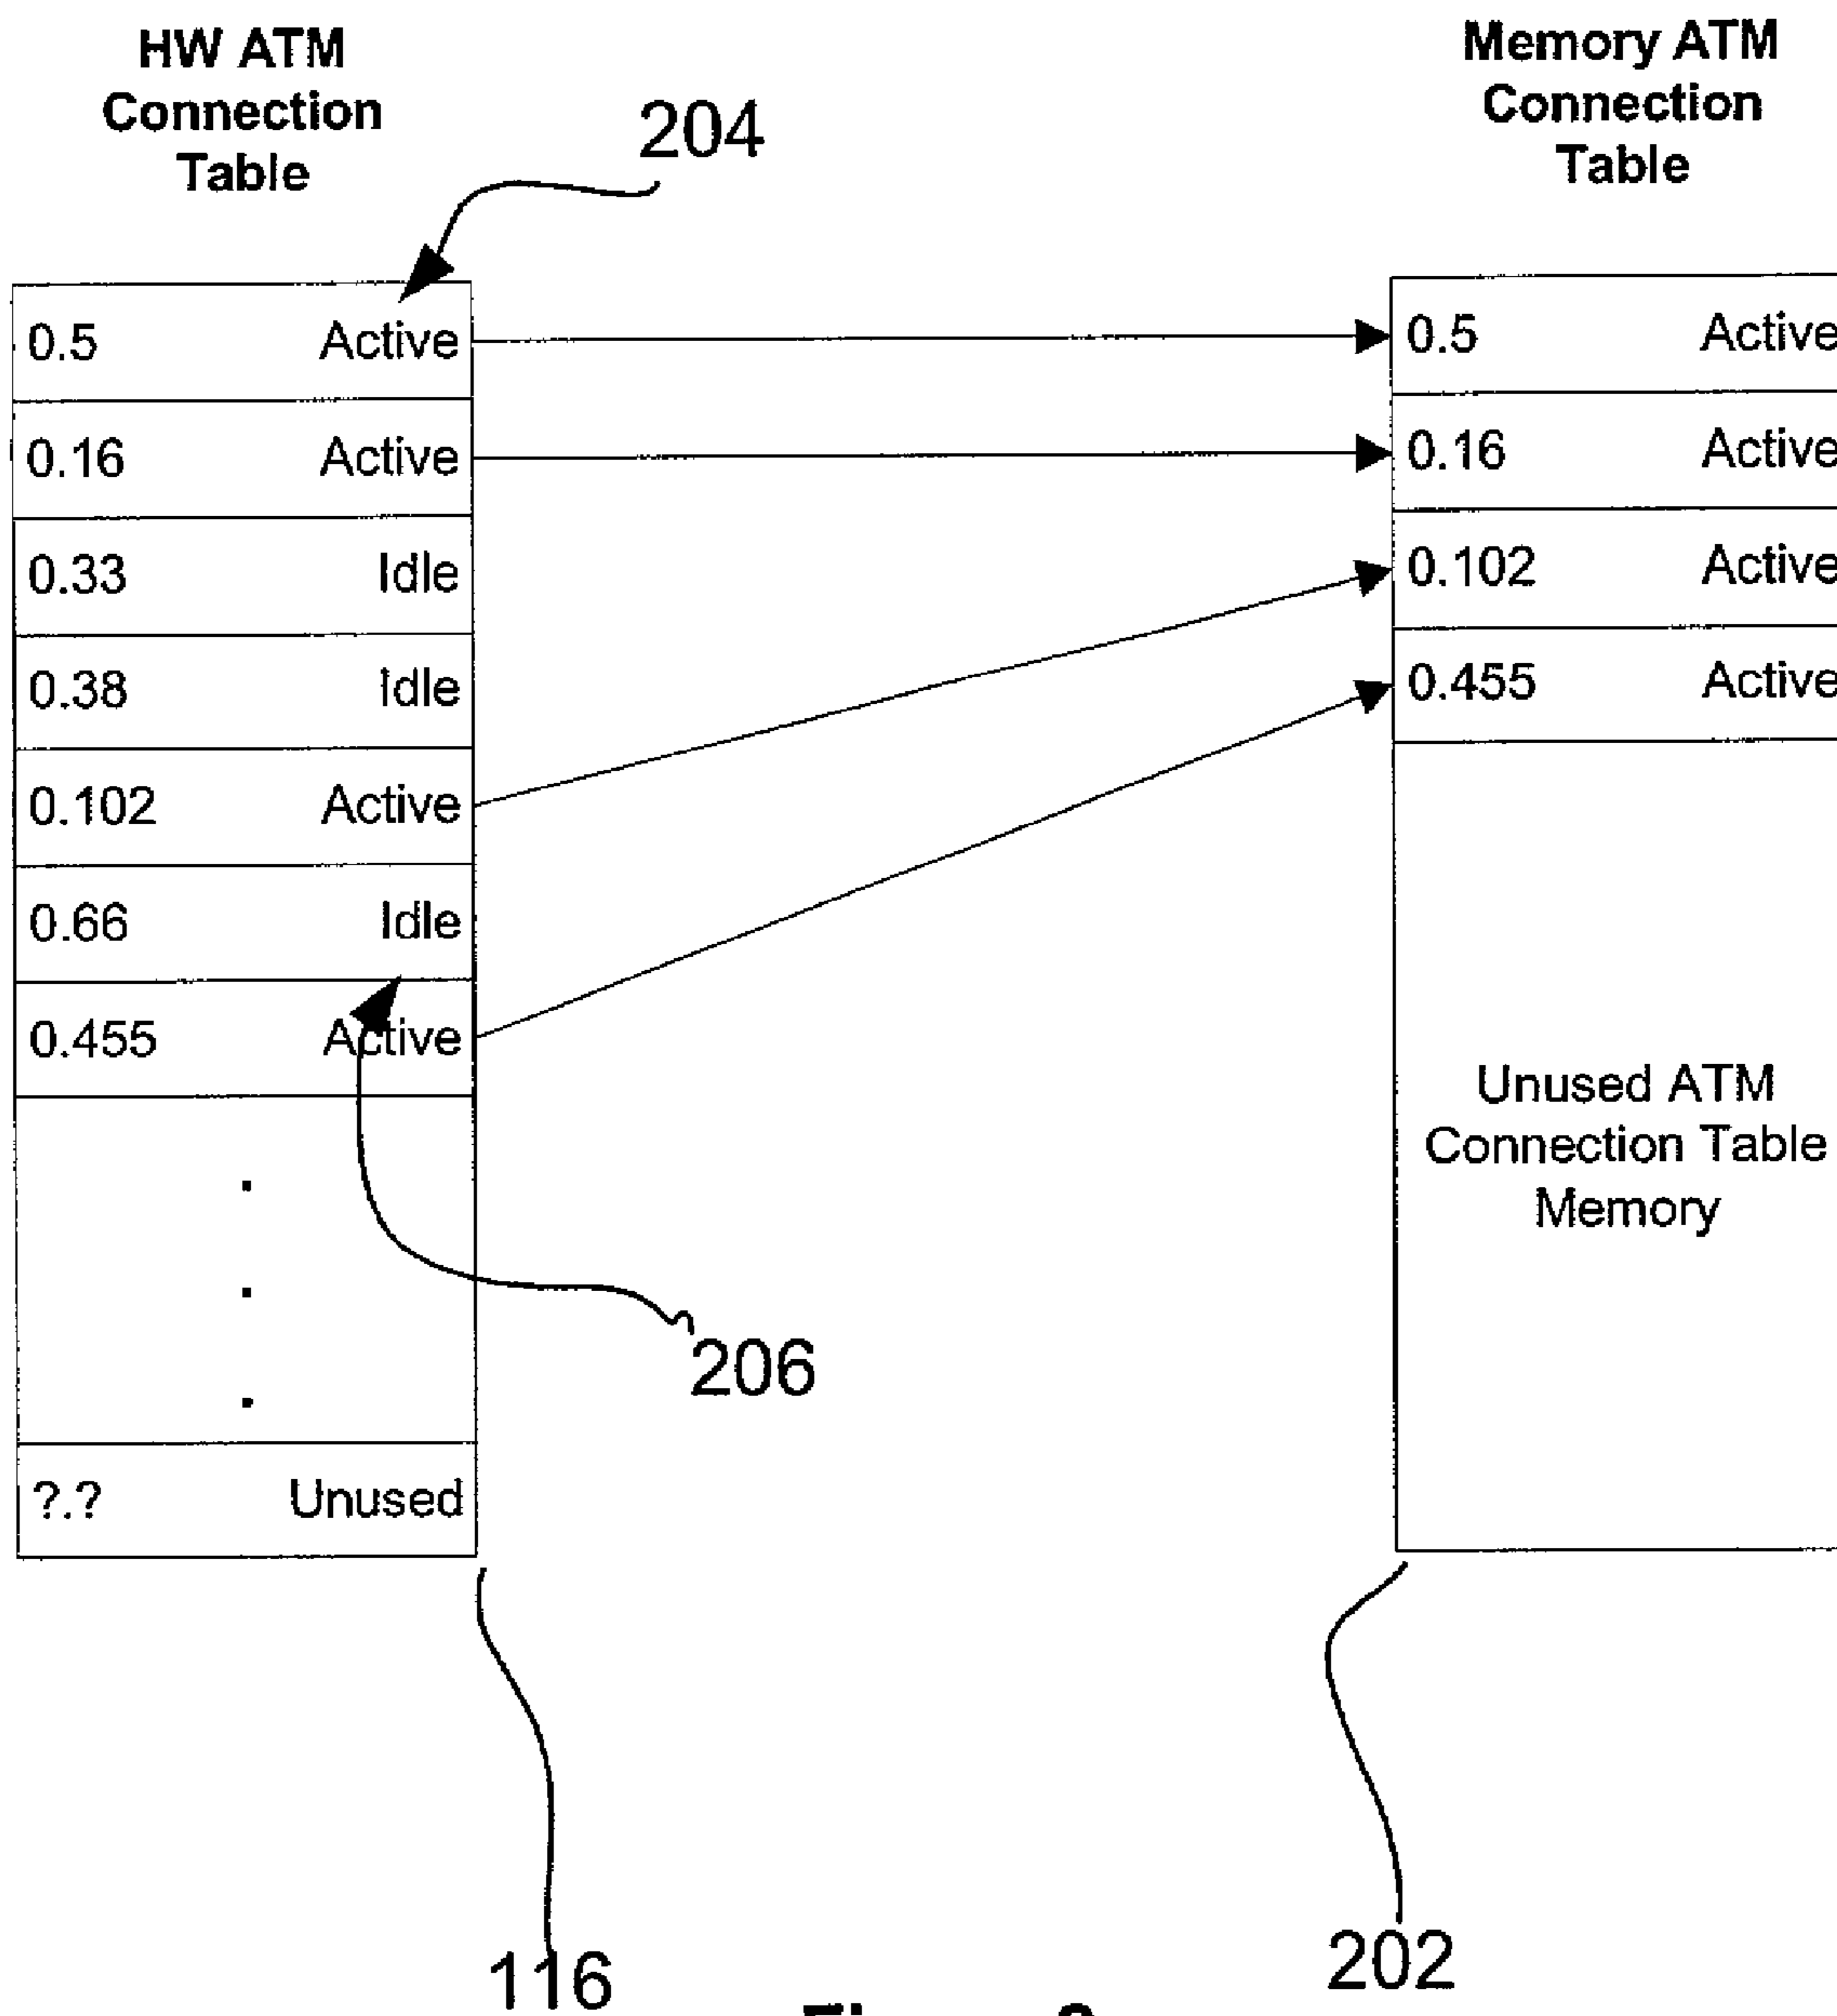 HW ATM
Connection
Table
204
Memory ATM
Connection
Table
0.5 Active
0.16 Active
0.33 Idle
0.38 Idle
0.102 Active
0.66 Idle
0.455 Active
.
.
.
?.? Unused
0.5 Active
0.16 Active
0.102 Active
0.455 Active
Unused ATM
Connection Table
Memory
206
116
202